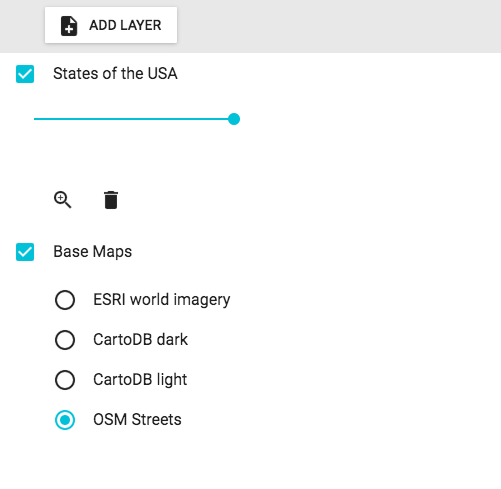 ADD LAYER
States of the USA
Base Maps
ESRI world imagery
CartoDB dark
CartoDB light
OSM Streets